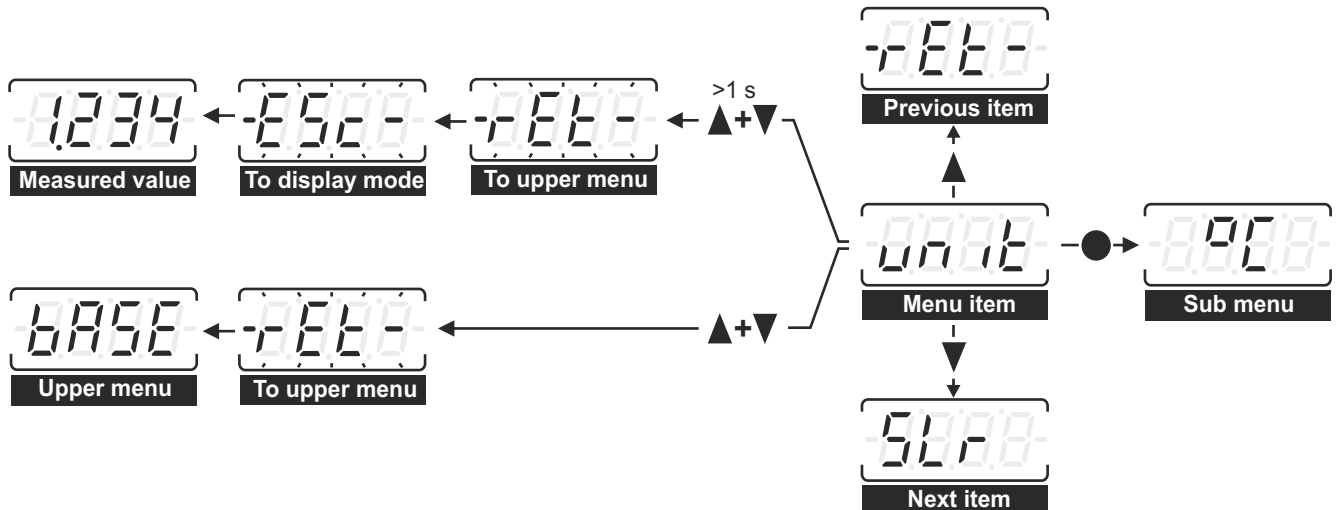 -rEt-
Previous item
1.234
Measured value
-ESc-
To display mode
-rEt-
To upper menu
>1 s
▲+▼
unit
Menu item
°C
Sub menu
bASE
Upper menu
-rEt-
To upper menu
▲+▼
SLr
Next item